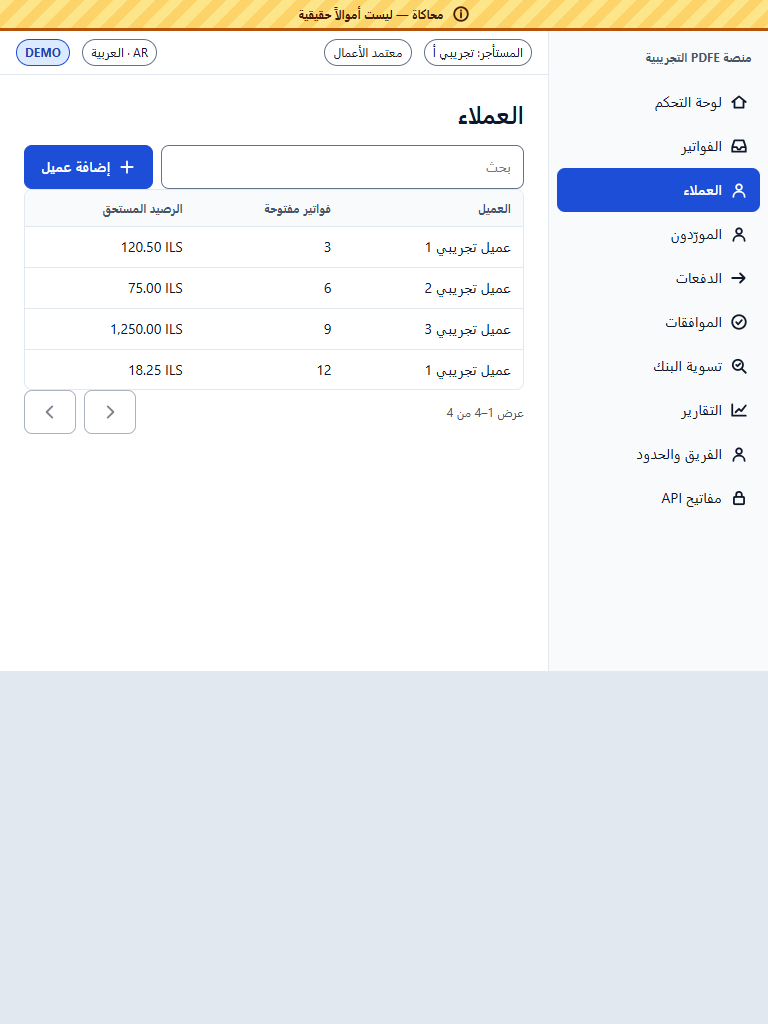 محاكاة — ليست أموالاً حقيقية
منصة PDFE التجريبية
لوحة التحكم
الفواتير
العملاء
المورّدون
الدفعات
الموافقات
تسوية البنك
التقارير
الفريق والحدود
مفاتيح API
المستأجر: تجريبي أ
معتمد الأعمال
AR · العربية
DEMO
العملاء
بحث
إضافة عميل
العميل فواتير مفتوحة الرصيد المستحق
عميل تجريبي 1 3 120.50 ILS
عميل تجريبي 2 6 75.00 ILS
عميل تجريبي 3 9 1,250.00 ILS
عميل تجريبي 1 12 18.25 ILS
عرض 1–4 من 4